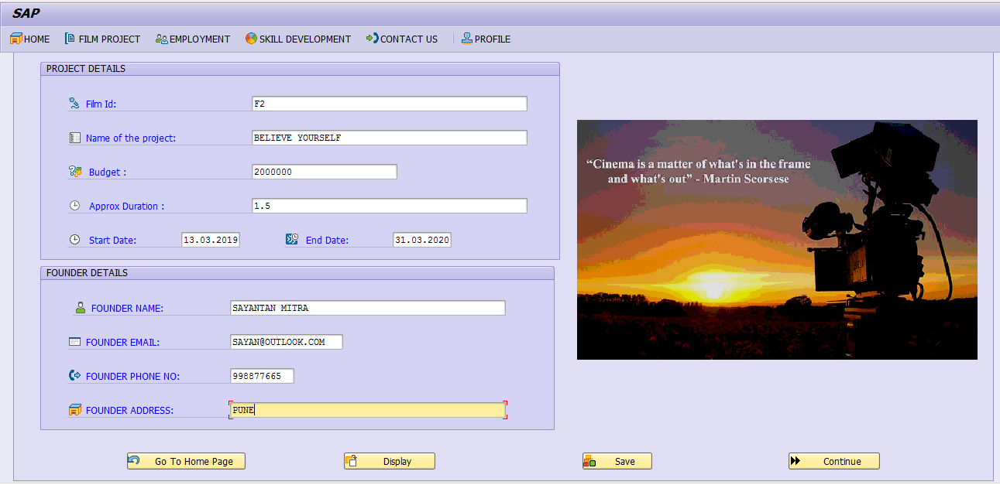 SAP
HOME FILM PROJECT EMPLOYMENT SKILL DEVELOPMENT CONTACT US PROFILE
PROJECT DETAILS
Film Id: F2
Name of the project: BELIEVE YOURSELF
Budget : 2000000
Approx Duration : 1.5
Start Date: 13.03.2019 End Date: 31.03.2020
FOUNDER DETAILS
FOUNDER NAME: SAYANTAN MITRA
FOUNDER EMAIL: SAYAN@OUTLOOK.COM
FOUNDER PHONE NO: 998877665
FOUNDER ADDRESS: PUNE
“Cinema is a matter of what's in the frame
and what's out” - Martin Scorsese
Go To Home Page Display Save Continue